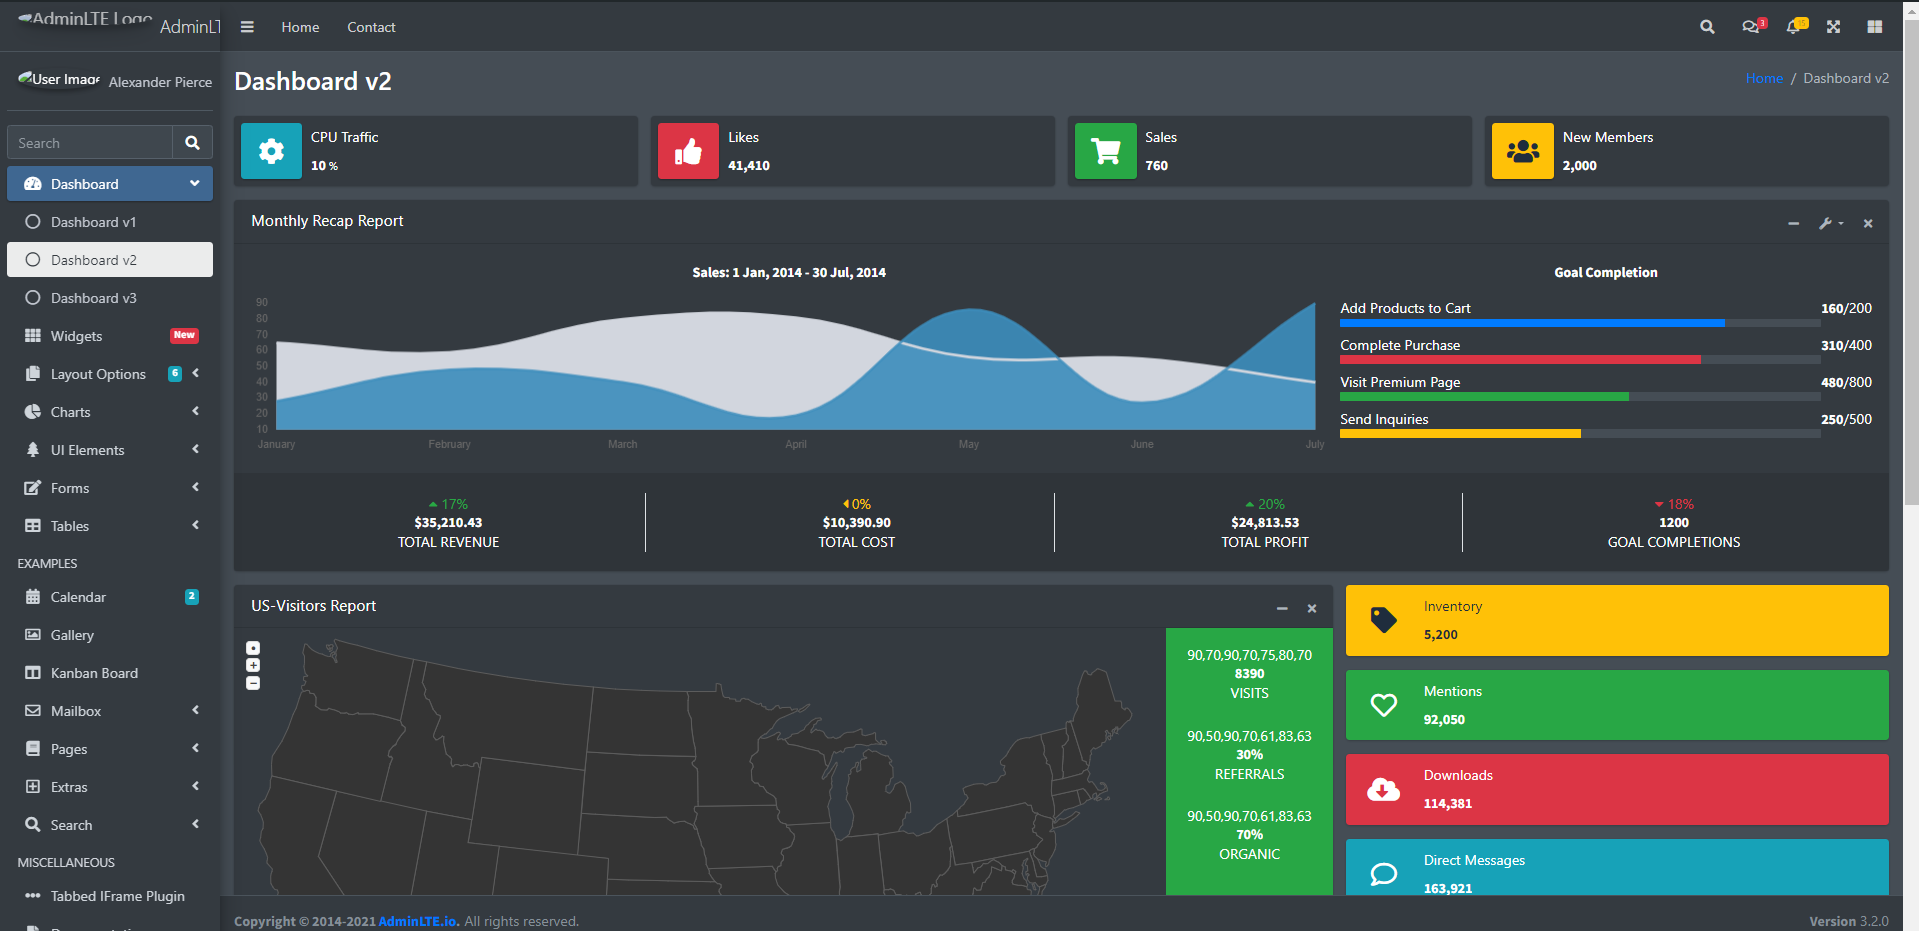 AdminLTE Logo
AdminLT
Home
Contact
3
15
User Image
Alexander Pierce
Search
Dashboard
Dashboard v1
Dashboard v2
Dashboard v3
Widgets
New
Layout Options
6
Charts
UI Elements
Forms
Tables
EXAMPLES
Calendar
2
Gallery
Kanban Board
Mailbox
Pages
Extras
Search
MISCELLANEOUS
Tabbed IFrame Plugin
Dashboard v2
Home / Dashboard v2
CPU Traffic
10 %
Likes
41,410
Sales
760
New Members
2,000
Monthly Recap Report
Sales: 1 Jan, 2014 - 30 Jul, 2014
90
80
70
60
50
40
30
20
10
January February March April May June July
Goal Completion
Add Products to Cart 160/200
Complete Purchase 310/400
Visit Premium Page 480/800
Send Inquiries 250/500
17%
$35,210.43
TOTAL REVENUE
0%
$10,390.90
TOTAL COST
20%
$24,813.53
TOTAL PROFIT
18%
1200
GOAL COMPLETIONS
US-Visitors Report
+
−
90,70,90,70,75,80,70
8390
VISITS
90,50,90,70,61,83,63
30%
REFERRALS
90,50,90,70,61,83,63
70%
ORGANIC
Inventory
5,200
Mentions
92,050
Downloads
114,381
Direct Messages
163,921
Copyright © 2014-2021 AdminLTE.io. All rights reserved.
Version 3.2.0